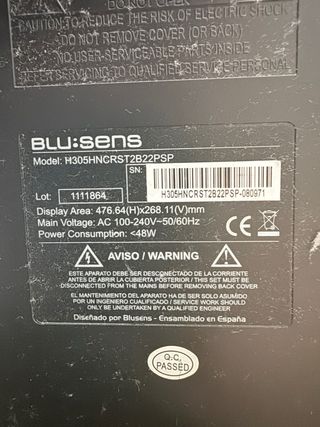 DO NOT OPEN
CAUTION:TO REDUCE THE RISK OF ELECTRIC SHOCK
DO NOT REMOVE COVER (OR BACK)
NO USER-SERVICEABLE PARTS INSIDE
REFER SERVICING TO QUALIFIED SERVICE PERSONAL
BLU:SENS
Model: H305HNCRST2B22PSP
SN:
H305HNCRST2B22PSP-080971
Lot: 1111864
Display Area: 476.64(H)x268.11(V)mm
Main Voltage: AC 100-240V~50/60Hz
Power Consumption: <48W
CE
AVISO / WARNING
ESTE APARATO DEBE SER DESCONECTADO DE LA CORRIENTE
ANTES DE ABRIR LA CUBIERTA POSTERIOR / THIS SET MUST BE
DISCONNECTED FROM THE MAINS BEFORE REMOVING BACK COVER
EL MANTENIMIENTO DEL APARATO HA DE SER SOLO ASUMIDO
POR UN INGENIERO CUALIFICADO / SERVICE WORK SHOULD
ONLY BE UNDERTAKEN BY A QUALIFIED ENGINEER
Diseñado por Blusens - Ensamblado en España
Q.C.
PASSED